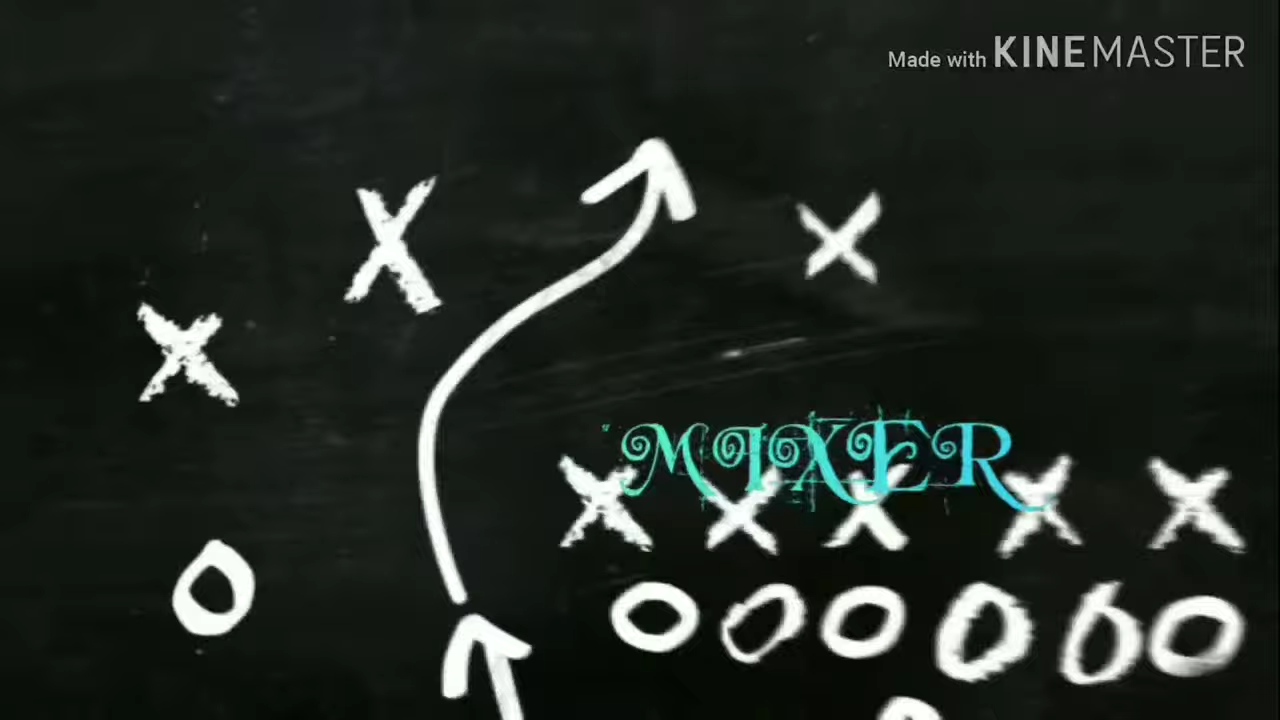 Made with KINEMASTER
X
X
X
MIXER
X X X X X
O
O O O O O O